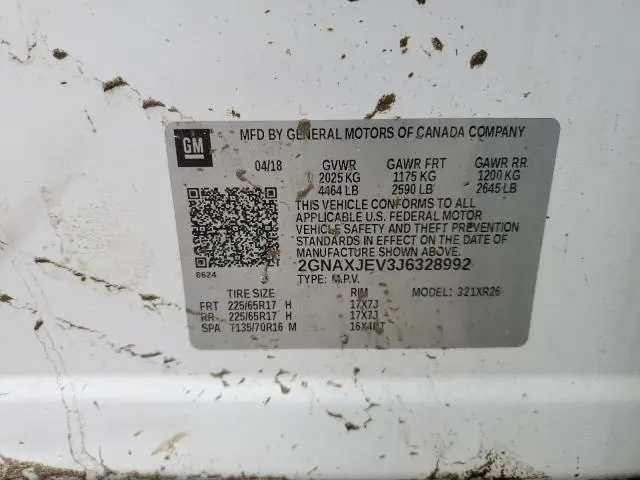 MFD BY GENERAL MOTORS OF CANADA COMPANY
GM
04/18 GVWR GAWR FRT GAWR RR
2025 KG 1175 KG 1200 KG
4464 LB 2590 LB 2645 LB
THIS VEHICLE CONFORMS TO ALL
APPLICABLE U.S. FEDERAL MOTOR
VEHICLE SAFETY AND THEFT PREVENTION
STANDARDS IN EFFECT ON THE DATE OF
MANUFACTURE SHOWN ABOVE.
2GNAXJEV3J6328992
8624
TYPE: M.P.V.
TIRE SIZE RIM MODEL: 321XR26
FRT 225/65R17 H 17X7J
RR 225/65R17 H 17X7J
SPA T135/70R16 M